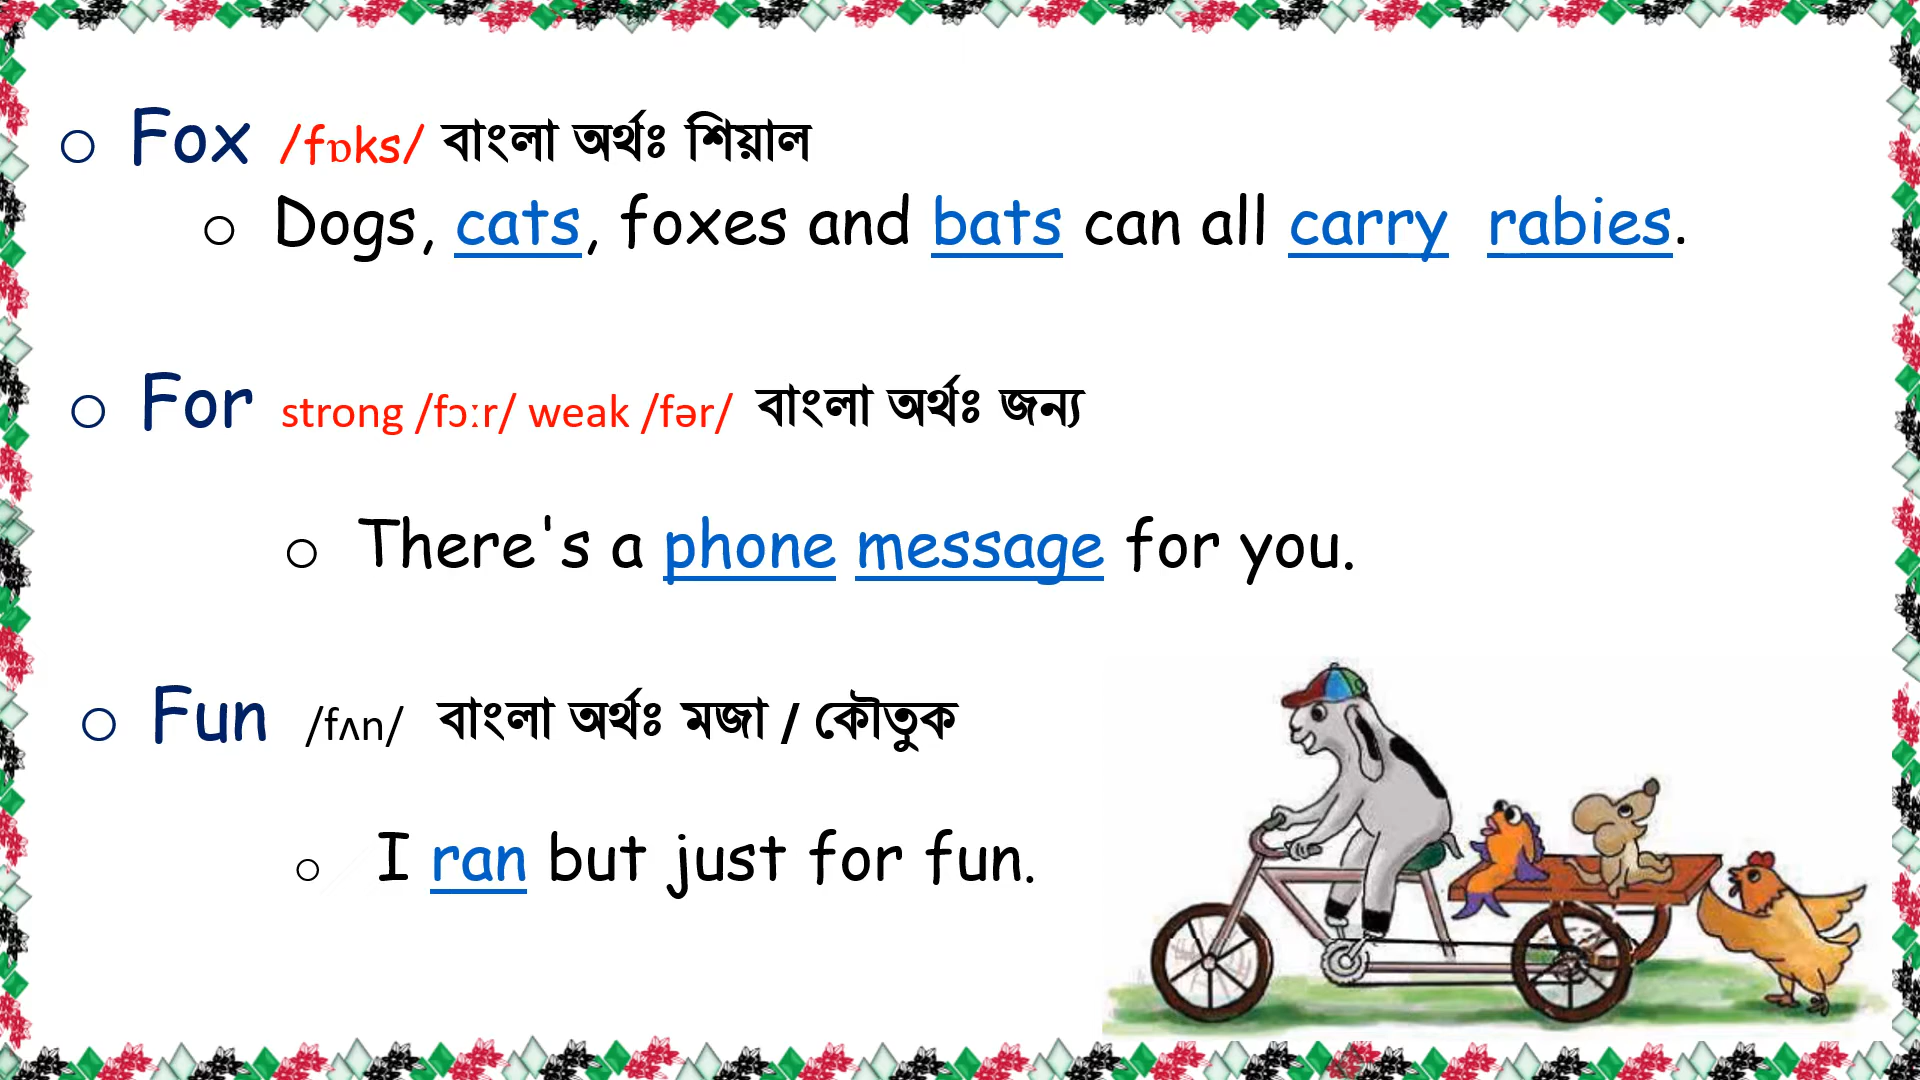 Fox /fɒks/ বাংলা অর্থঃ শিয়াল
Dogs, cats, foxes and bats can all carry rabies.
For strong /fɔːr/ weak /fər/ বাংলা অর্থঃ জন্য
There's a phone message for you.
Fun /fʌn/ বাংলা অর্থঃ মজা / কৌতুক
I ran but just for fun.